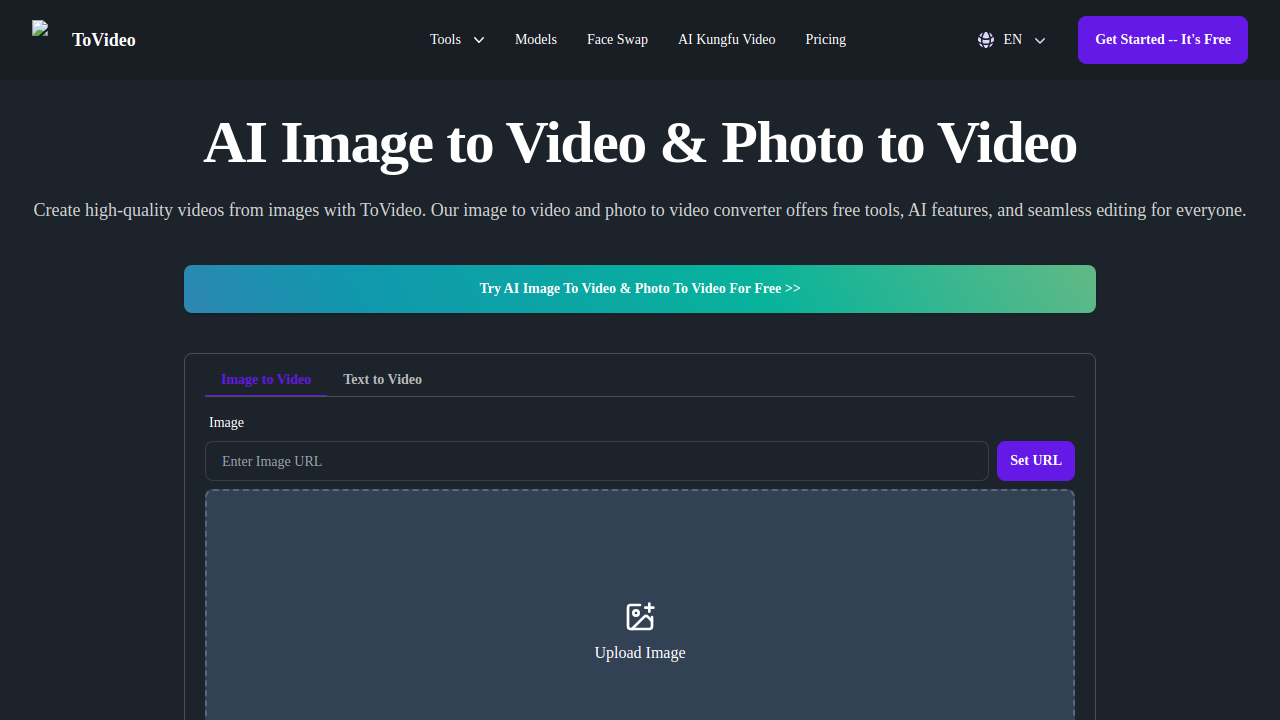 ToVideo
Tools
Models
Face Swap
AI Kungfu Video
Pricing
EN
Get Started -- It's Free
AI Image to Video & Photo to Video
Create high-quality videos from images with ToVideo. Our image to video and photo to video converter offers free tools, AI features, and seamless editing for everyone.
Try AI Image To Video & Photo To Video For Free >>
Image to Video
Text to Video
Image
Enter Image URL
Set URL
Upload Image